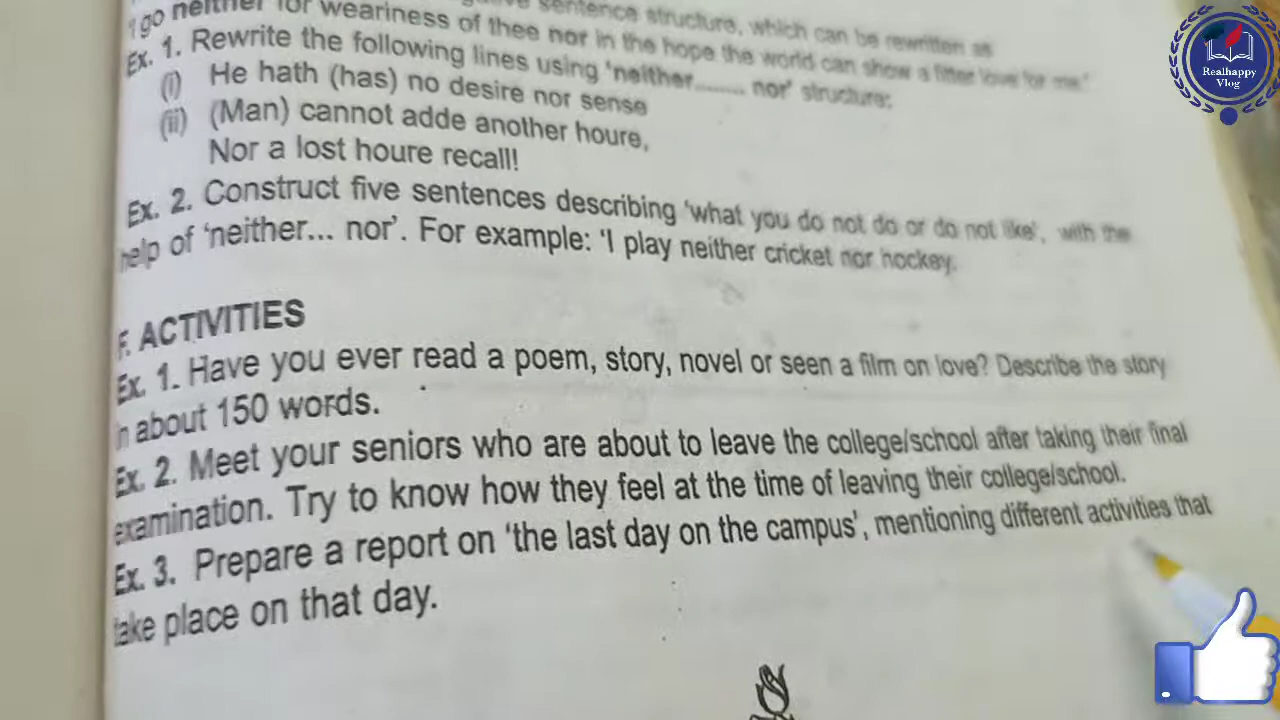 sentence structure, which can be rewritten as
'I go neither for weariness of thee nor in the hope the world can show a fitter love for me.'
Ex. 1. Rewrite the following lines using 'neither........ nor' structure:
(i) He hath (has) no desire nor sense
(ii) (Man) cannot adde another houre,
Nor a lost houre recall!
Ex. 2. Construct five sentences describing 'what you do not do or do not like', with the
help of 'neither... nor'. For example: 'I play neither cricket nor hockey.
F. ACTIVITIES
Ex. 1. Have you ever read a poem, story, novel or seen a film on love? Describe the story
in about 150 words.
Ex. 2. Meet your seniors who are about to leave the college/school after taking their final
examination. Try to know how they feel at the time of leaving their college/school.
Ex. 3. Prepare a report on 'the last day on the campus', mentioning different activities that
take place on that day.
Realhappy
Vlog